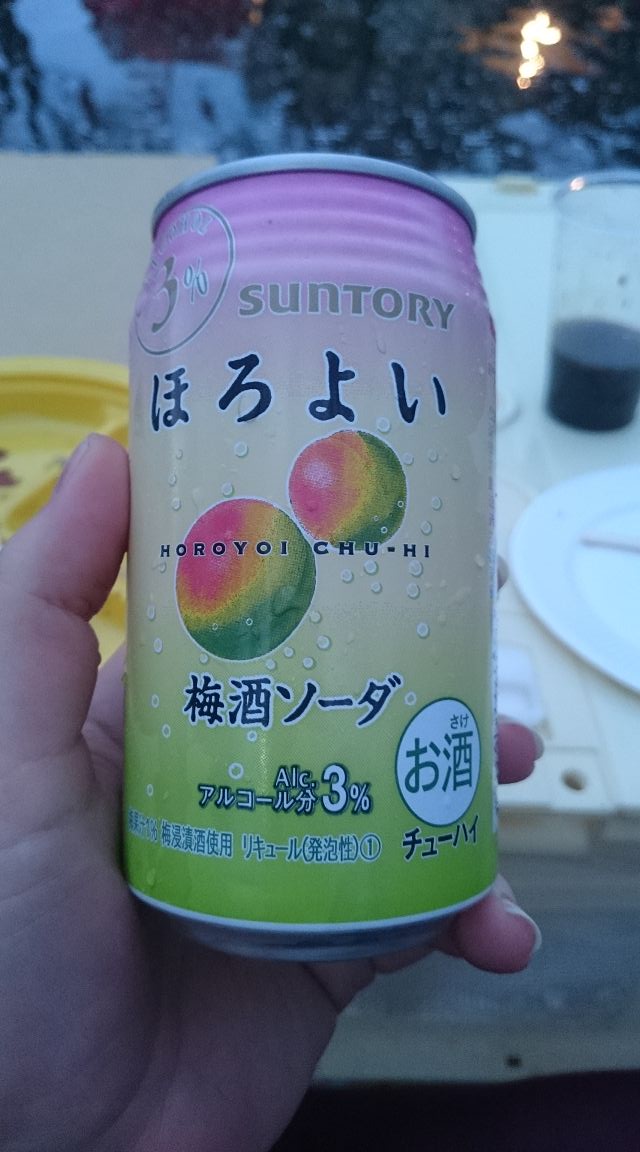 3%
SUNTORY
ほろよい
HOROYOI CHU-HI
梅酒ソーダ
さけ
お酒
Alc.
アルコール分3%
梅浸漬酒使用 リキュール(発泡性)①
チューハイ